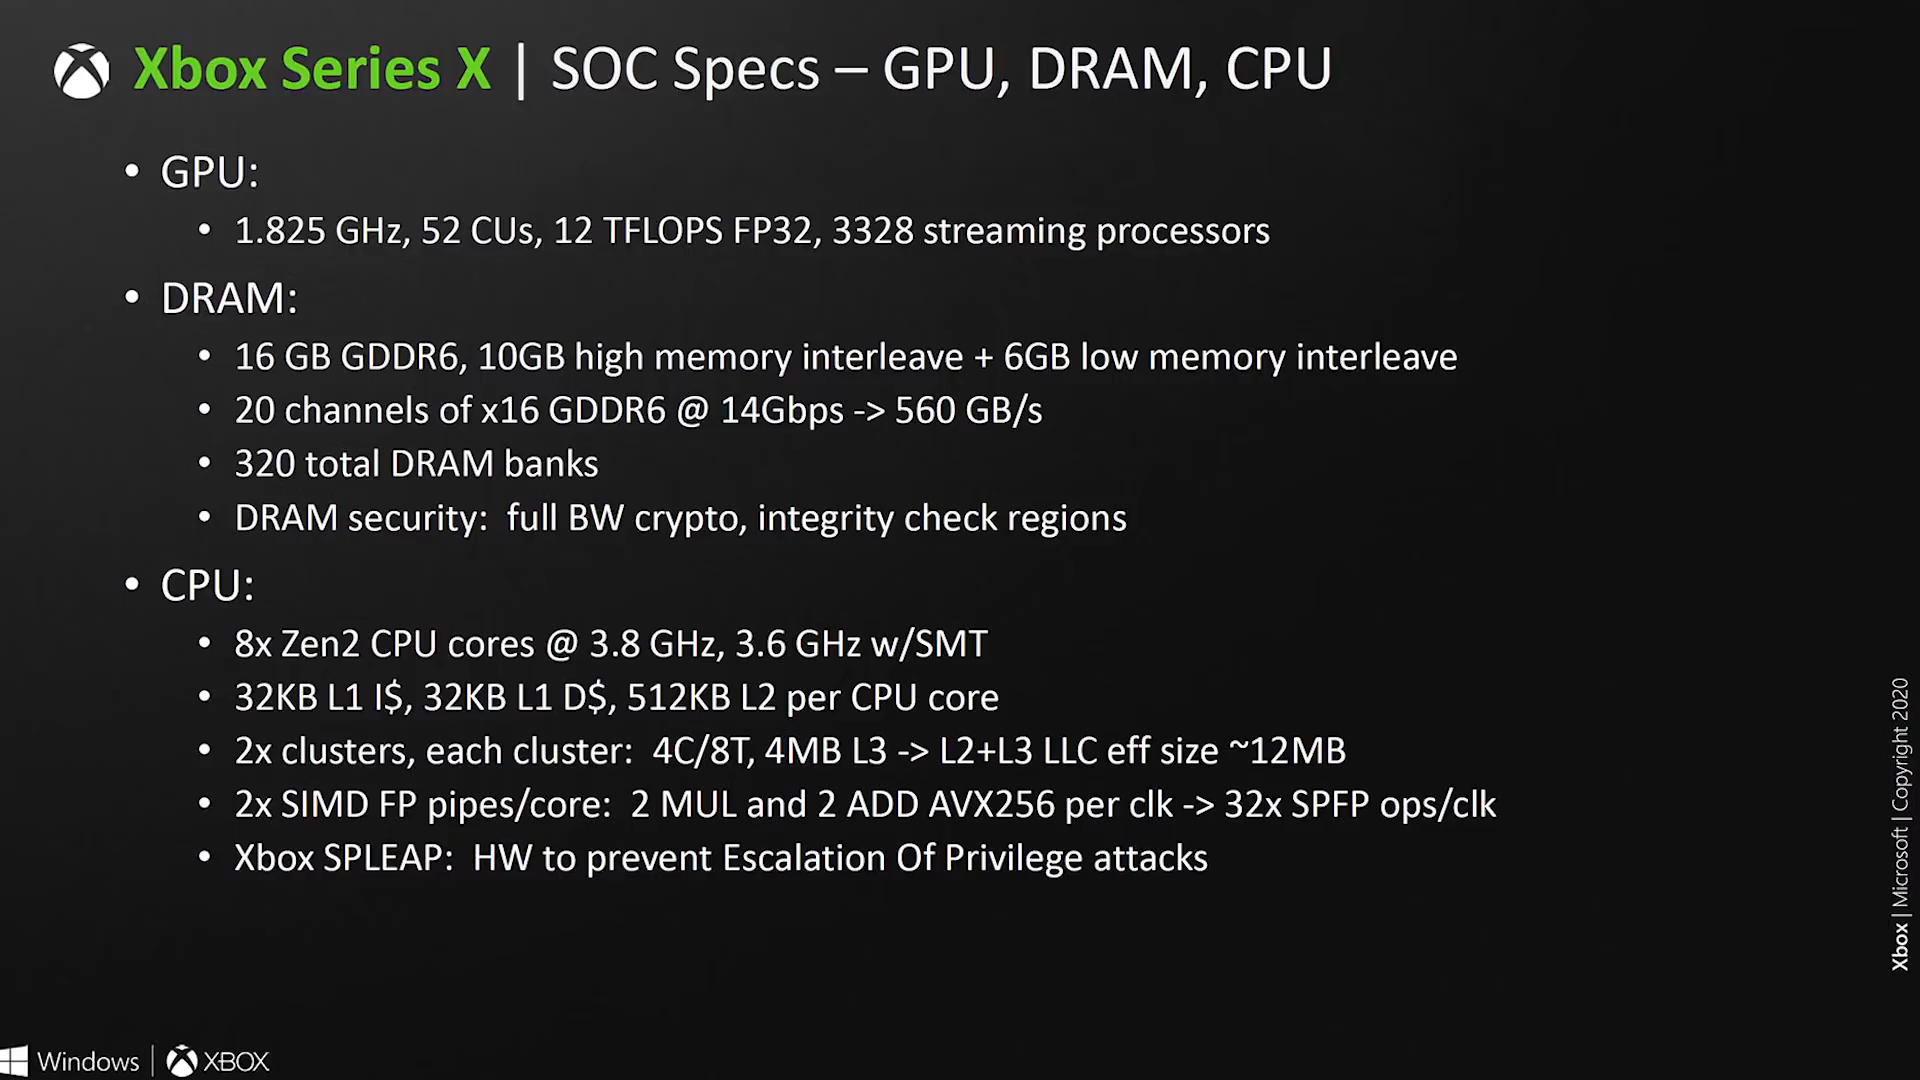 Xbox Series X | SOC Specs – GPU, DRAM, CPU
• GPU:
• 1.825 GHz, 52 CUs, 12 TFLOPS FP32, 3328 streaming processors
• DRAM:
• 16 GB GDDR6, 10GB high memory interleave + 6GB low memory interleave
• 20 channels of x16 GDDR6 @ 14Gbps -> 560 GB/s
• 320 total DRAM banks
• DRAM security:  full BW crypto, integrity check regions
• CPU:
• 8x Zen2 CPU cores @ 3.8 GHz, 3.6 GHz w/SMT
• 32KB L1 I$, 32KB L1 D$, 512KB L2 per CPU core
• 2x clusters, each cluster:  4C/8T, 4MB L3 -> L2+L3 LLC eff size ~12MB
• 2x SIMD FP pipes/core:  2 MUL and 2 ADD AVX256 per clk -> 32x SPFP ops/clk
• Xbox SPLEAP:  HW to prevent Escalation Of Privilege attacks
Xbox | Microsoft | Copyright 2020
Windows | XBOX